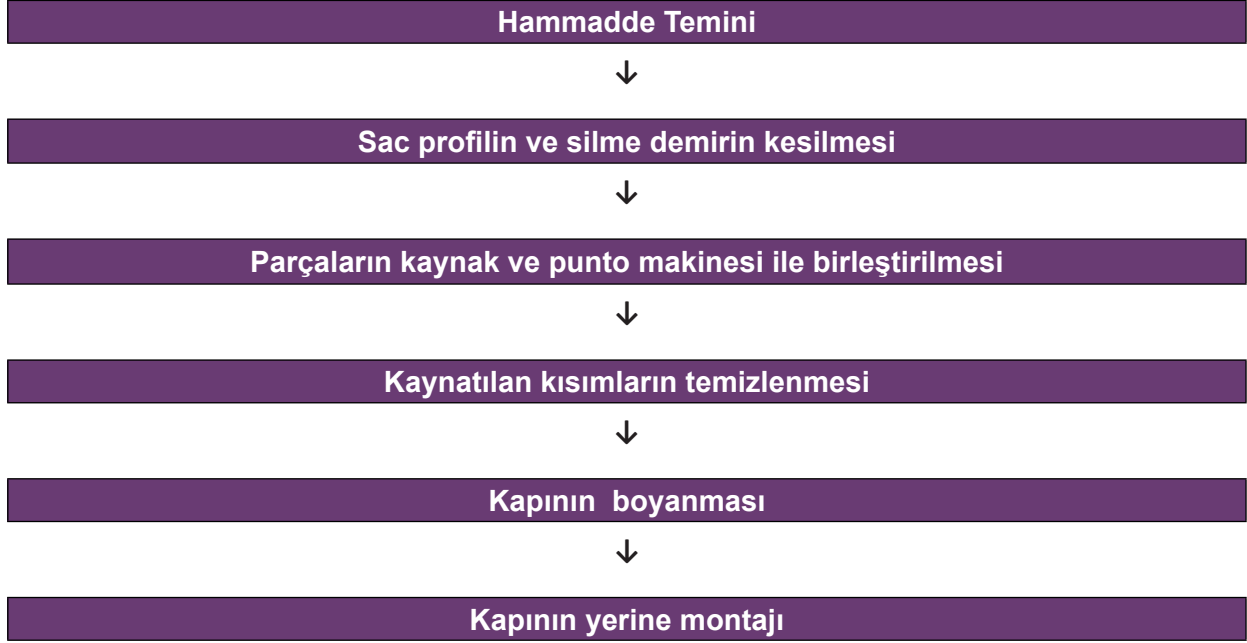 Hammadde Temini
Sac profilin ve silme demirin kesilmesi
Parçaların kaynak ve punto makinesi ile birleştirilmesi
Kaynatılan kısımların temizlenmesi
Kapının  boyanması
Kapının yerine montajı